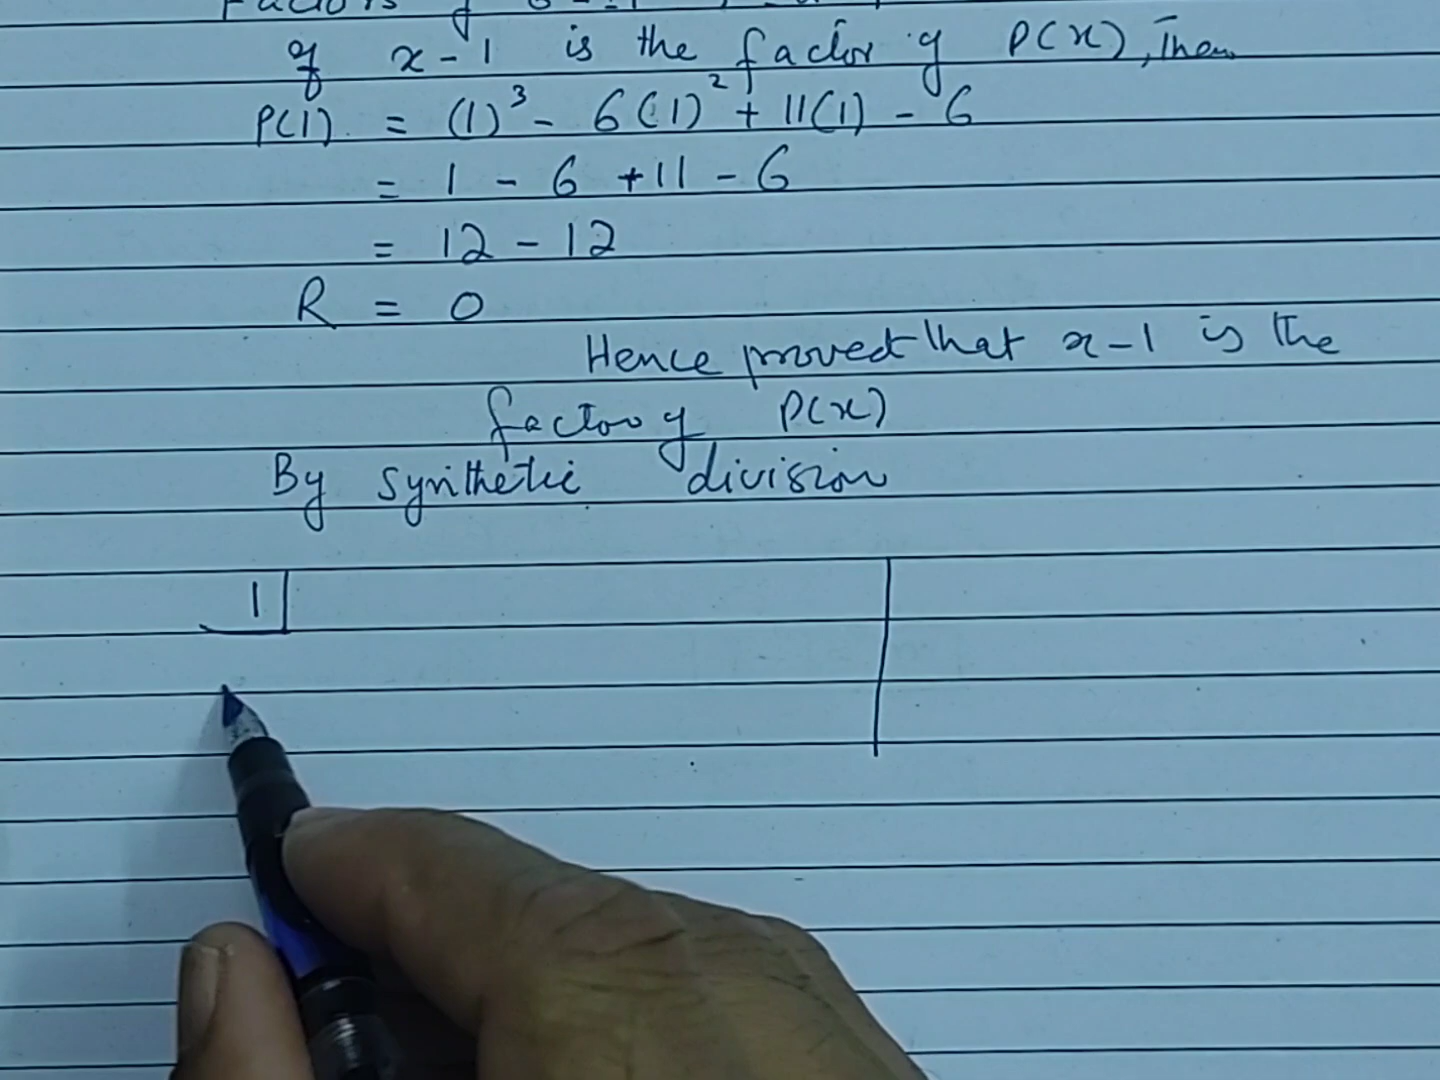 of x-1 is the factor of P(x), Then
P(1) = (1)³ - 6(1)² + 11(1) - 6
= 1 - 6 + 11 - 6
= 12 - 12
R = 0
Hence proved that x-1 is the
factor of P(x)
By synthetic division
1